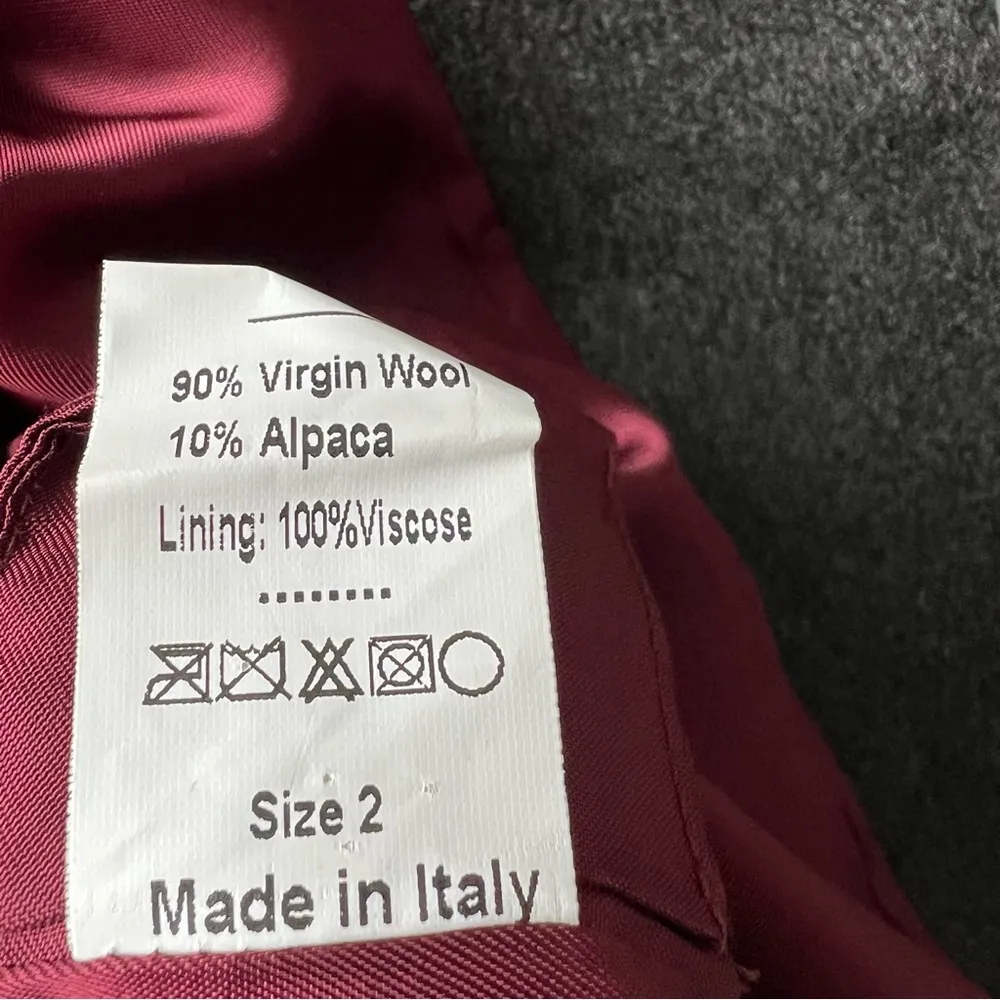 90% Virgin Wool
10% Alpaca
Lining: 100%Viscose
........
Size 2
Made in Italy